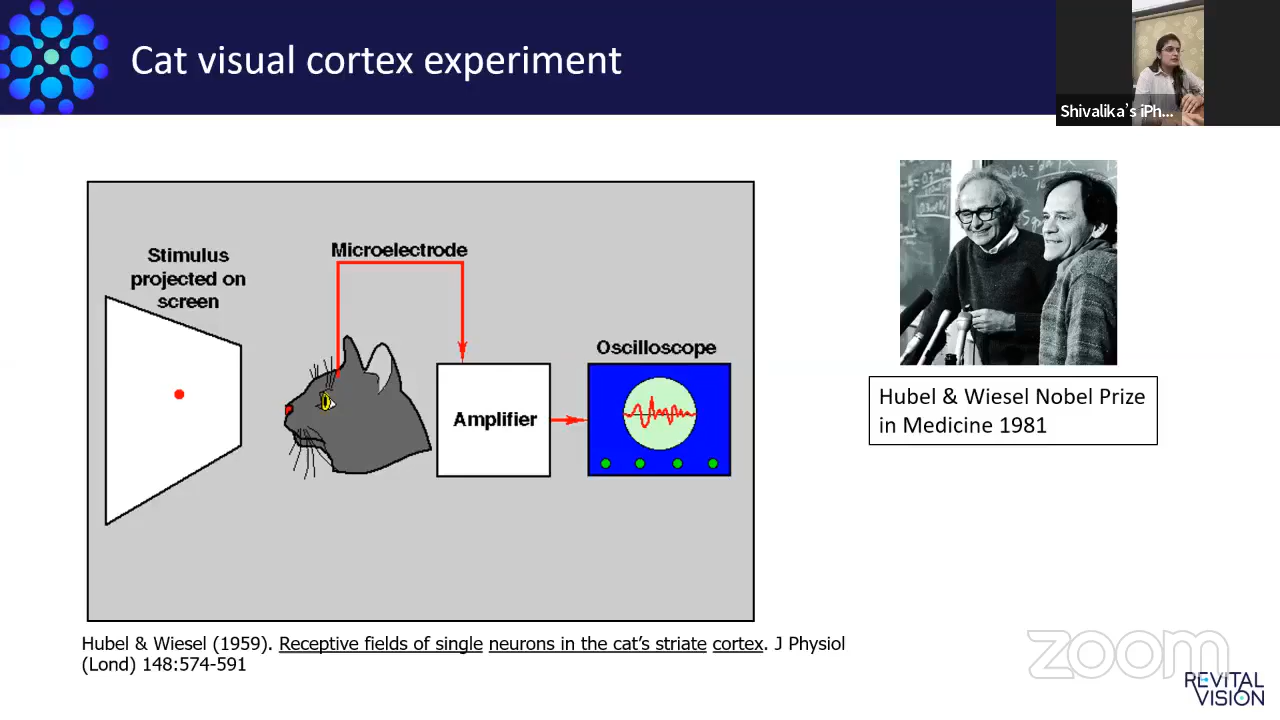 Cat visual cortex experiment
Shivalika's iPh...
Stimulus
projected on
screen
Microelectrode
Amplifier
Oscilloscope
Hubel & Wiesel Nobel Prize
in Medicine 1981
Hubel & Wiesel (1959). Receptive fields of single neurons in the cat's striate cortex. J Physiol
(Lond) 148:574-591
zoom
REVITAL
VISION